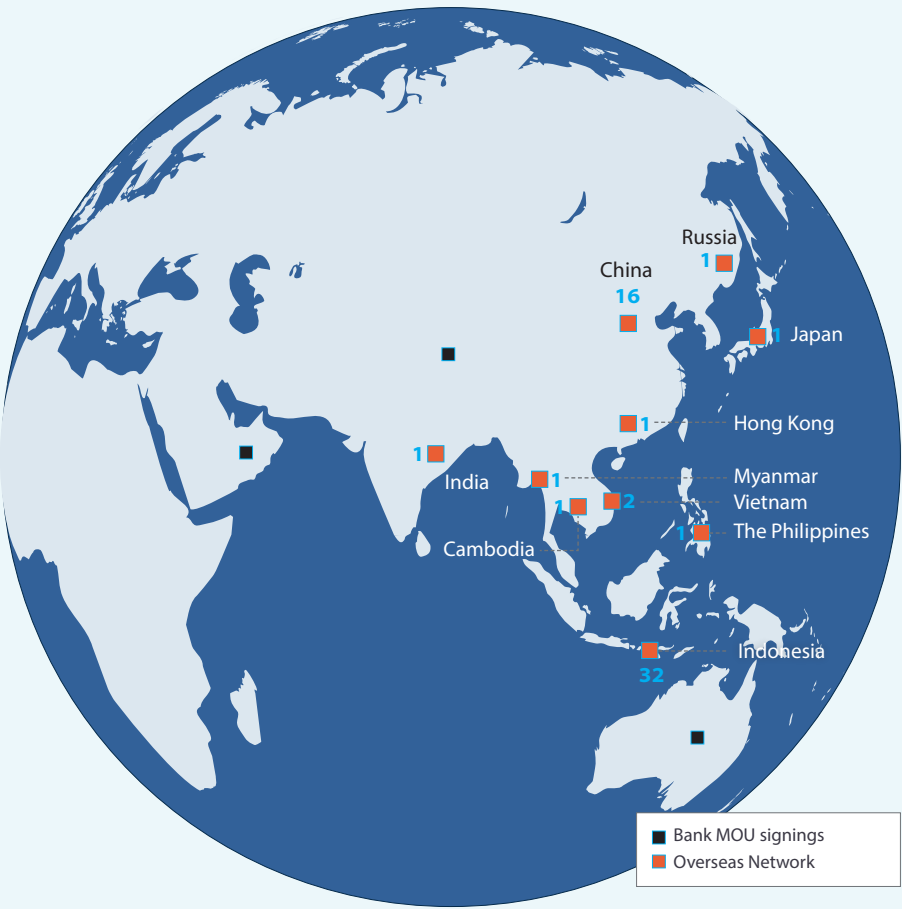 Russia
1
China
16
1 Japan
1 Hong Kong
1
India
1 Myanmar
1
2 Vietnam
1 The Philippines
Cambodia
Indonesia
32
Bank MOU signings
Overseas Network